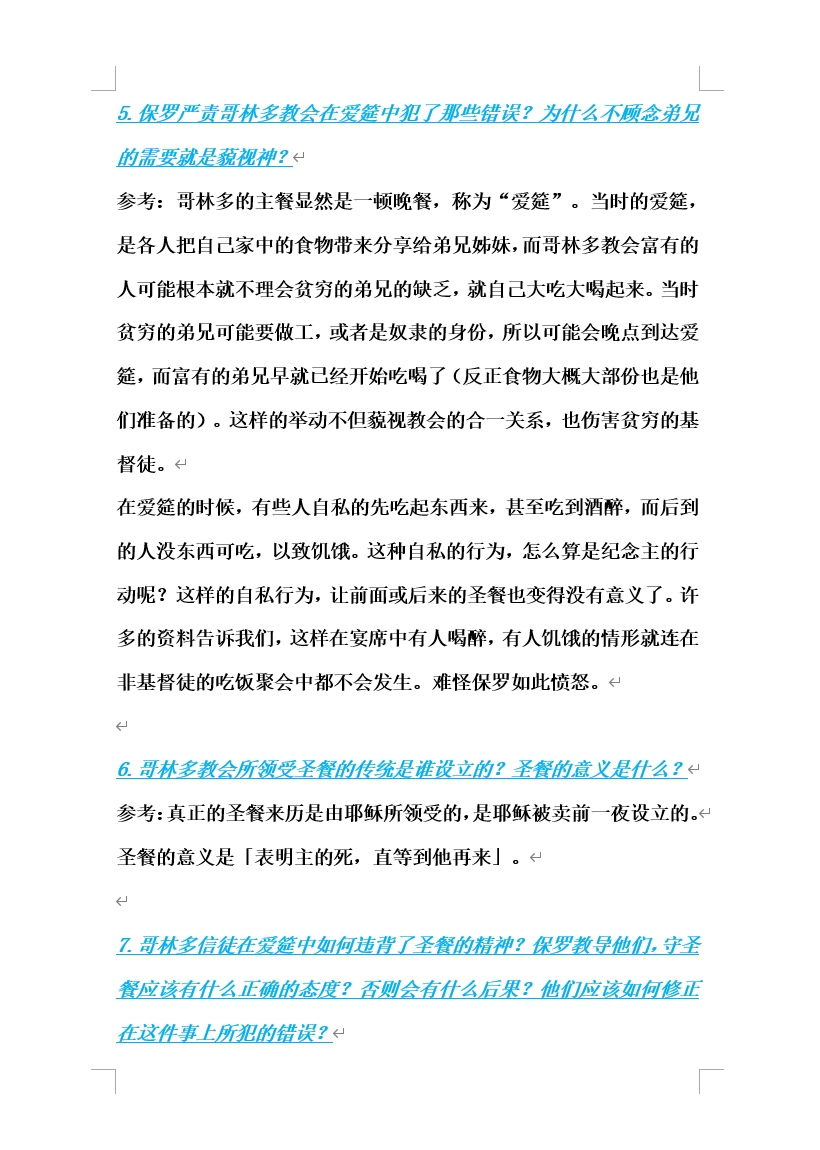 5.保罗严责哥林多教会在爱筵中犯了那些错误？为什么不顾念弟兄
的需要就是藐视神？
参考：哥林多的主餐显然是一顿晚餐，称为“爱筵”。当时的爱筵，
是各人把自己家中的食物带来分享给弟兄姊妹，而哥林多教会富有的
人可能根本就不理会贫穷的弟兄的缺乏，就自己大吃大喝起来。当时
贫穷的弟兄可能要做工，或者是奴隶的身份，所以可能会晚点到达爱
筵，而富有的弟兄早就已经开始吃喝了（反正食物大概大部份也是他
们准备的）。这样的举动不但藐视教会的合一关系，也伤害贫穷的基
督徒。
在爱筵的时候，有些人自私的先吃起东西来，甚至吃到酒醉，而后到
的人没东西可吃，以致饥饿。这种自私的行为，怎么算是纪念主的行
动呢？这样的自私行为，让前面或后来的圣餐也变得没有意义了。许
多的资料告诉我们，这样在宴席中有人喝醉，有人饥饿的情形就连在
非基督徒的吃饭聚会中都不会发生。难怪保罗如此愤怒。
6.哥林多教会所领受圣餐的传统是谁设立的？圣餐的意义是什么？
参考：真正的圣餐来历是由耶稣所领受的，是耶稣被卖前一夜设立的。
圣餐的意义是「表明主的死，直等到他再来」。
7.哥林多信徒在爱筵中如何违背了圣餐的精神？保罗教导他们，守圣
餐应该有什么正确的态度？否则会有什么后果？他们应该如何修正
在这件事上所犯的错误？